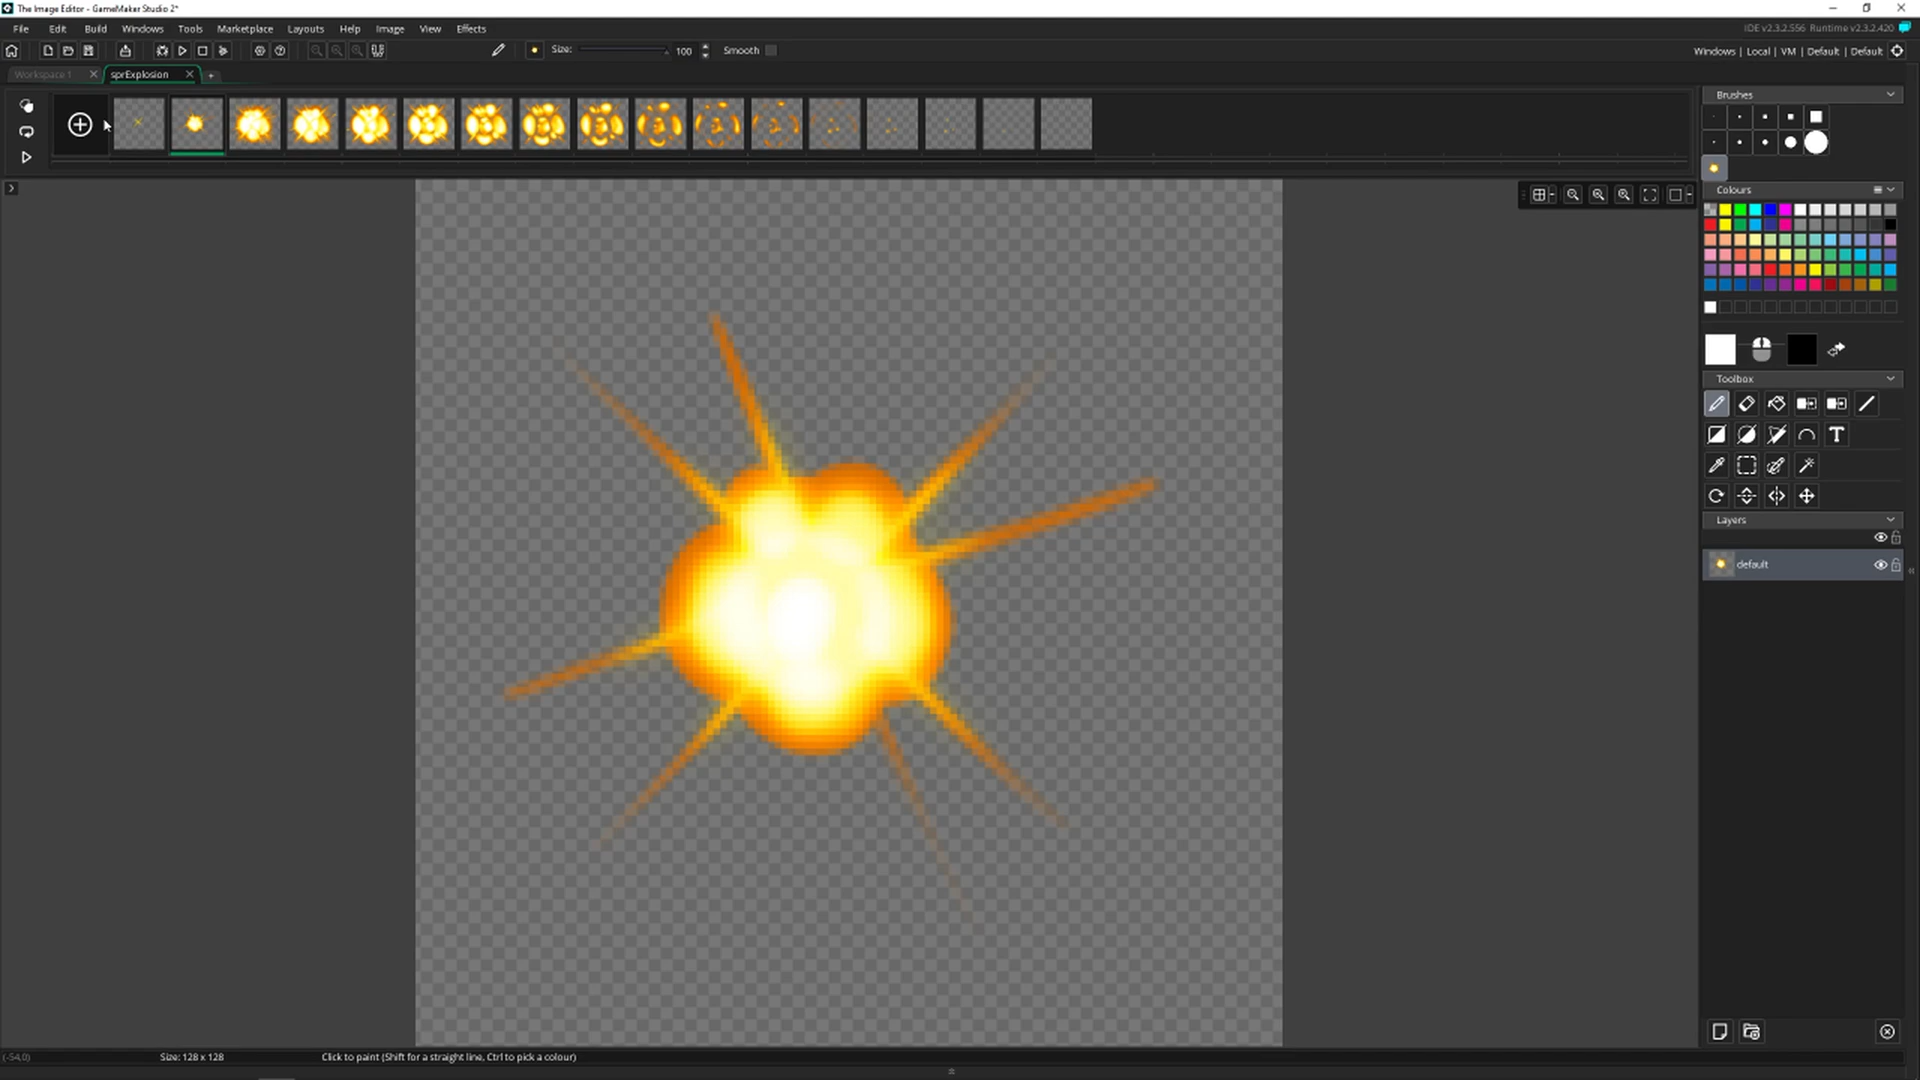 The Image Editor - GameMaker Studio 2*
File Edit Build Windows Tools Marketplace Layouts Help Image View Effects
IDE v2.3.2.556 Runtime v2.3.2.420
Size: 100 Smooth
Windows | Local | VM | Default | Default
Workspace 1 sprExplosion
Brushes
Colours
Toolbox
T
Layers
default
(-54,0) Size: 128 x 128 Click to paint (Shift for a straight line, Ctrl to pick a colour)